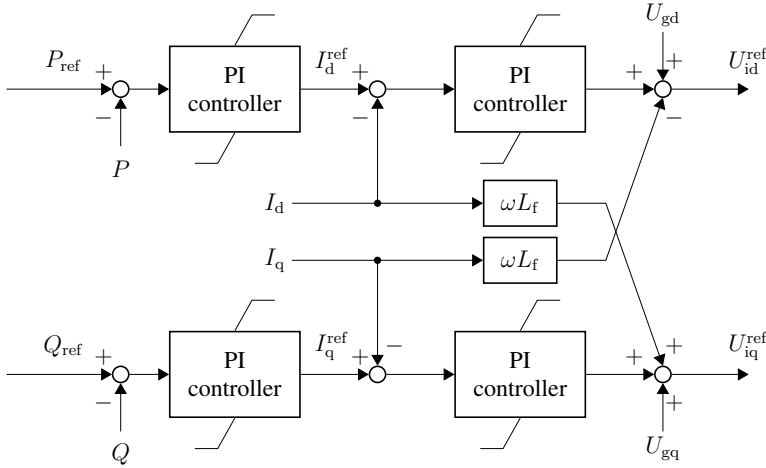 U_gd
P_ref + − P
PI controller
I_d^ref + −
PI controller
+ + −
U_id^ref
I_d
ωL_f
I_q
ωL_f
Q_ref + − Q
PI controller
I_q^ref + −
PI controller
+ + +
U_iq^ref
U_gq